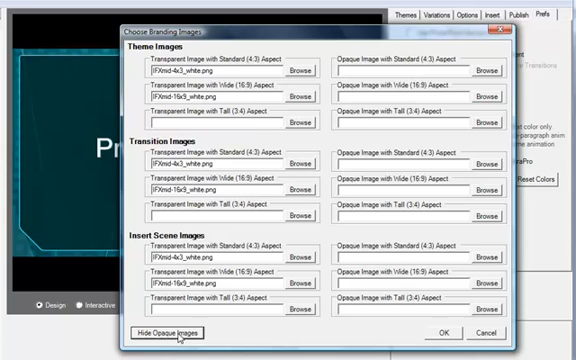 Choose Branding Images
Themes Variations Options Insert Publish Prefs
Theme Images
Transparent Image with Standard (4:3) Aspect Opaque Image with Standard (4:3) Aspect
IFXmid-4x3_white.png Browse Browse
Transparent Image with Wide (16:9) Aspect Opaque Image with Wide (16:9) Aspect
IFXmid-16x9_white.png Browse Browse
Transparent Image with Tall (3:4) Aspect Opaque Image with Tall (3:4) Aspect
Browse Browse
Transition Images
Transparent Image with Standard (4:3) Aspect Opaque Image with Standard (4:3) Aspect
IFXmid-4x3_white.png Browse Browse
Transparent Image with Wide (16:9) Aspect Opaque Image with Wide (16:9) Aspect
IFXmid-16x9_white.png Browse Browse
Transparent Image with Tall (3:4) Aspect Opaque Image with Tall (3:4) Aspect
Browse Browse
Reset Colors
Insert Scene Images
Transparent Image with Standard (4:3) Aspect Opaque Image with Standard (4:3) Aspect
IFXmid-4x3_white.png Browse Browse
Transparent Image with Wide (16:9) Aspect Opaque Image with Wide (16:9) Aspect
IFXmid-16x9_white.png Browse Browse
Transparent Image with Tall (3:4) Aspect Opaque Image with Tall (3:4) Aspect
Browse Browse
Design Interactive
Hide Opaque Images OK Cancel